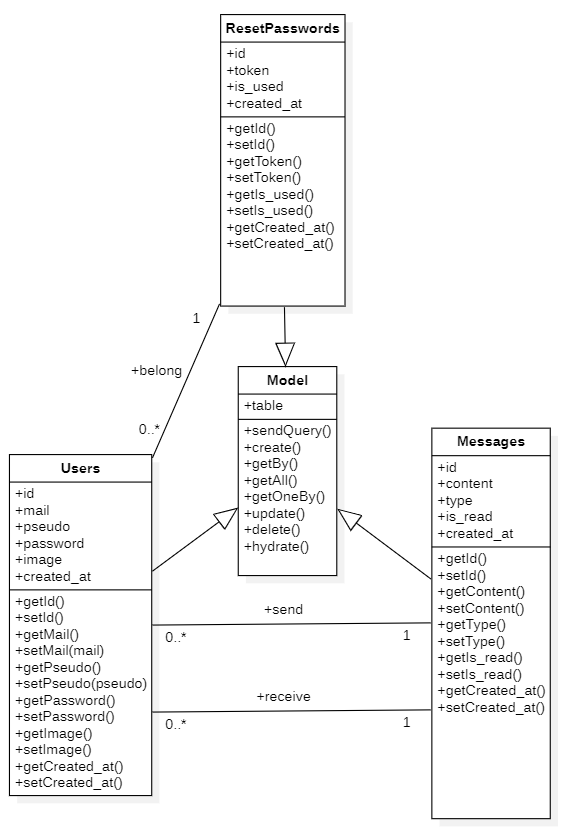 ResetPasswords
+id
+token
+is_used
+created_at
+getId()
+setId()
+getToken()
+setToken()
+getIs_used()
+setIs_used()
+getCreated_at()
+setCreated_at()
1
+belong
0..*
Model
+table
+sendQuery()
+create()
+getBy()
+getAll()
+getOneBy()
+update()
+delete()
+hydrate()
Users
+id
+mail
+pseudo
+password
+image
+created_at
+getId()
+setId()
+getMail()
+setMail(mail)
+getPseudo()
+setPseudo(pseudo)
+getPassword()
+setPassword()
+getImage()
+setImage()
+getCreated_at()
+setCreated_at()
Messages
+id
+content
+type
+is_read
+created_at
+getId()
+setId()
+getContent()
+setContent()
+getType()
+setType()
+getIs_read()
+setIs_read()
+getCreated_at()
+setCreated_at()
+send
0..*
1
+receive
0..*
1